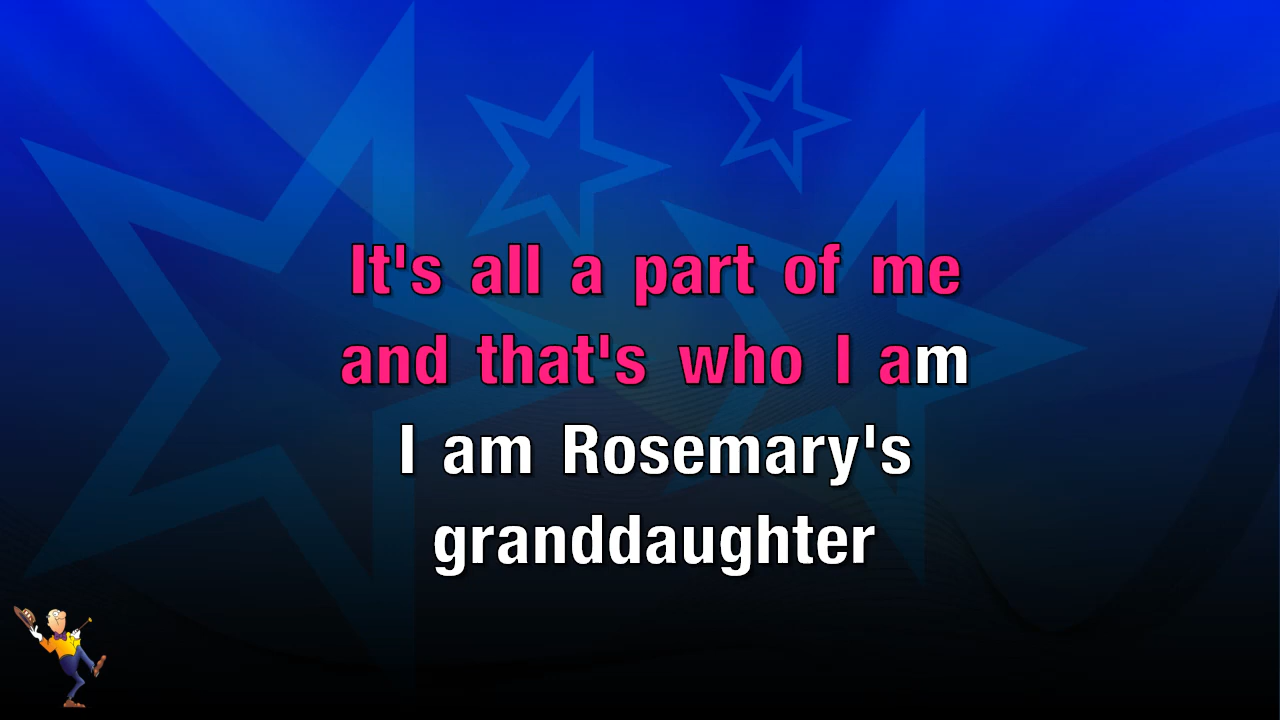 It's all a part of me
and that's who I am
I am Rosemary's
granddaughter